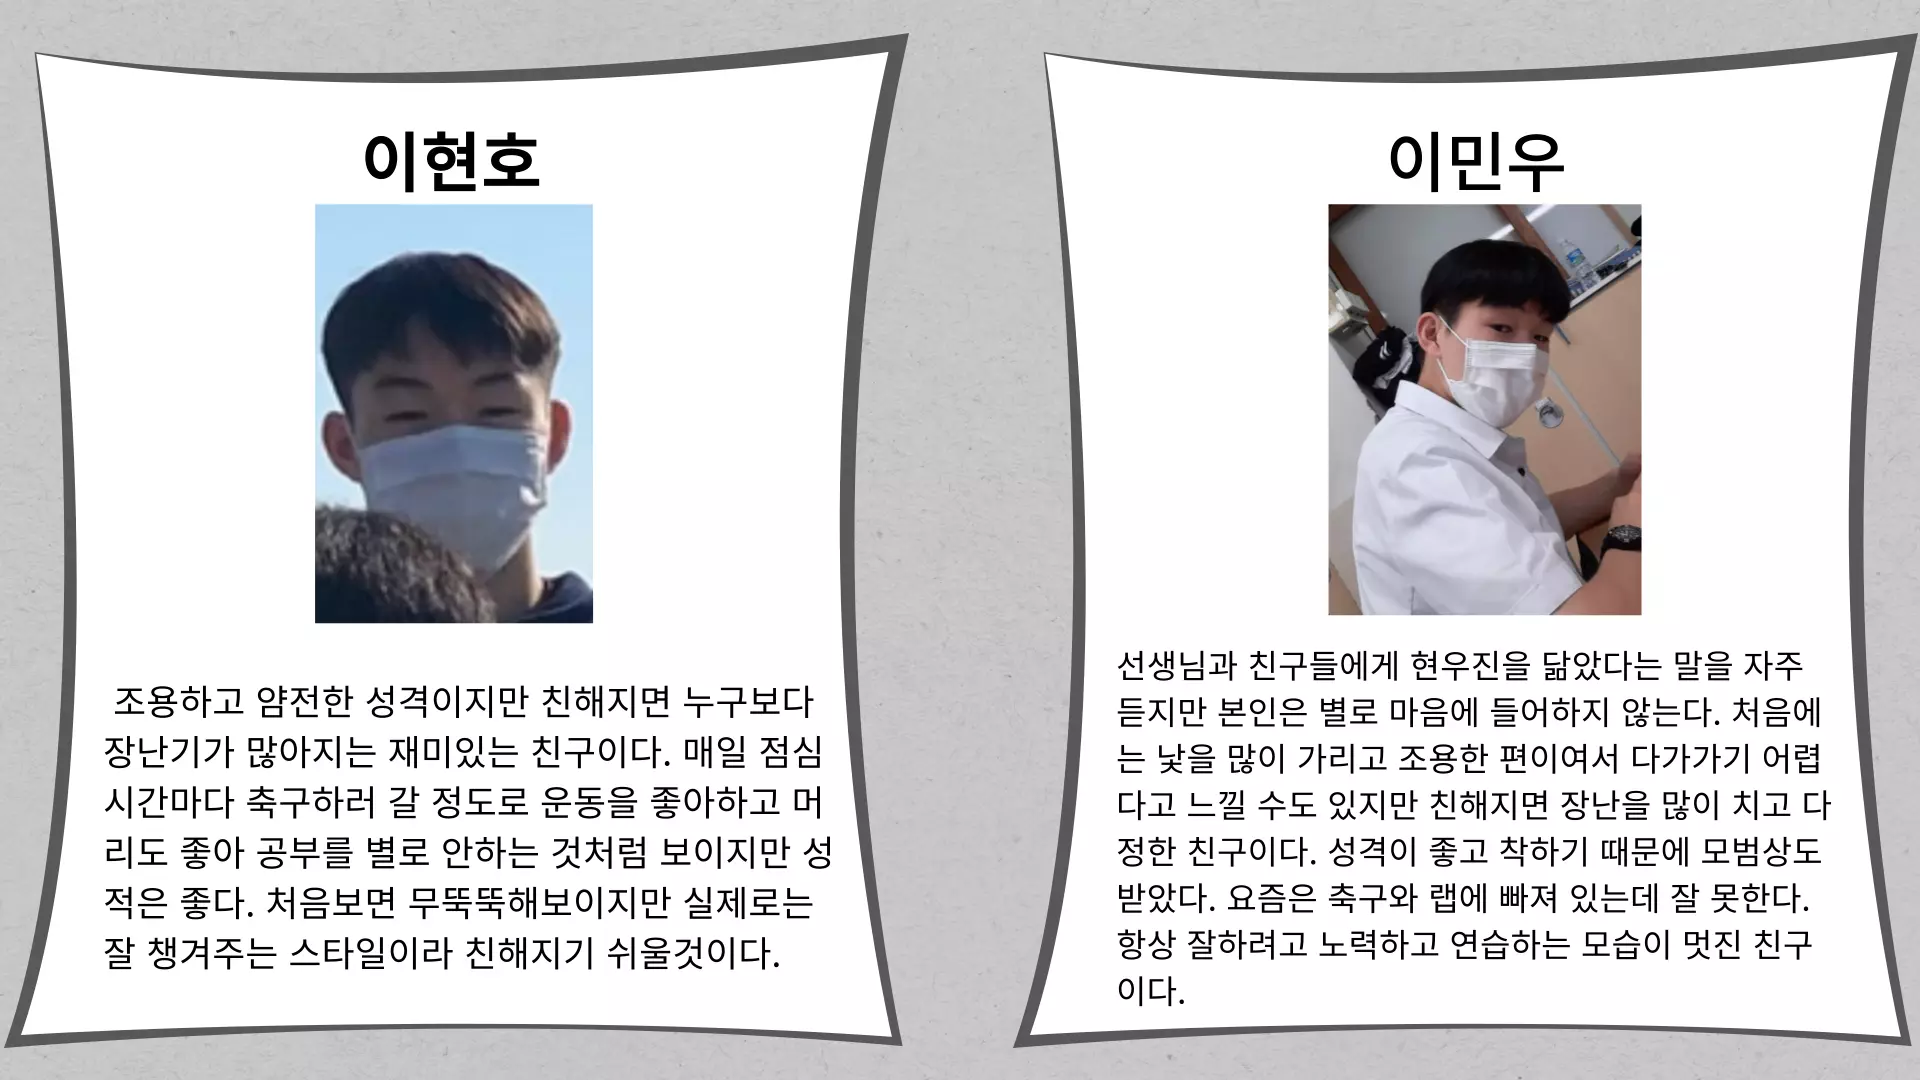 이현호
조용하고 얌전한 성격이지만 친해지면 누구보다
장난기가 많아지는 재미있는 친구이다. 매일 점심
시간마다 축구하러 갈 정도로 운동을 좋아하고 머
리도 좋아 공부를 별로 안하는 것처럼 보이지만 성
적은 좋다. 처음보면 무뚝뚝해보이지만 실제로는
잘 챙겨주는 스타일이라 친해지기 쉬울것이다.
이민우
선생님과 친구들에게 현우진을 닮았다는 말을 자주
듣지만 본인은 별로 마음에 들어하지 않는다. 처음에
는 낯을 많이 가리고 조용한 편이여서 다가가기 어렵
다고 느낄 수도 있지만 친해지면 장난을 많이 치고 다
정한 친구이다. 성격이 좋고 착하기 때문에 모범상도
받았다. 요즘은 축구와 랩에 빠져 있는데 잘 못한다.
항상 잘하려고 노력하고 연습하는 모습이 멋진 친구
이다.